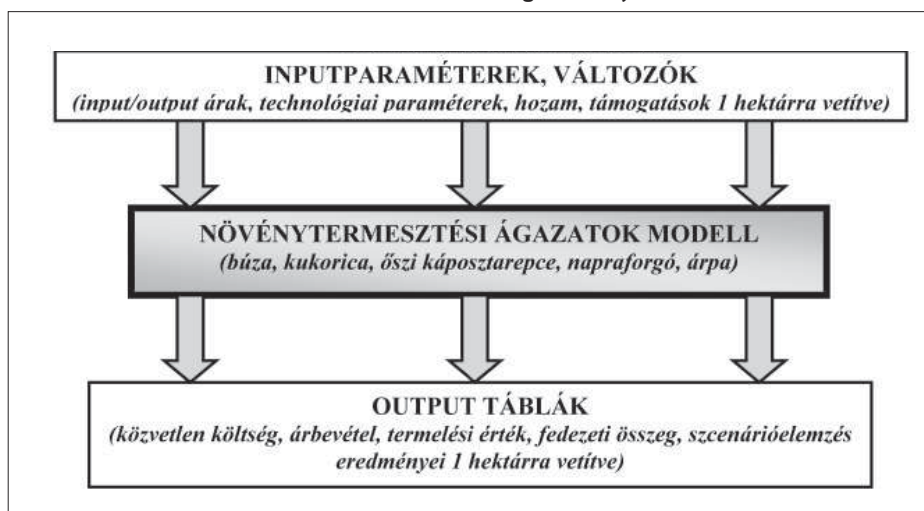 INPUTPARAMÉTEREK, VÁLTOZÓK
(input/output árak, technológiai paraméterek, hozam, támogatások 1 hektárra vetítve)
NÖVÉNYTERMESZTÉSI ÁGAZATOK MODELL
(búza, kukorica, őszi káposztarepce, napraforgó, árpa)
OUTPUT TÁBLÁK
(közvetlen költség, árbevétel, termelési érték, fedezeti összeg, szcenárióelemzés
eredményei 1 hektárra vetítve)